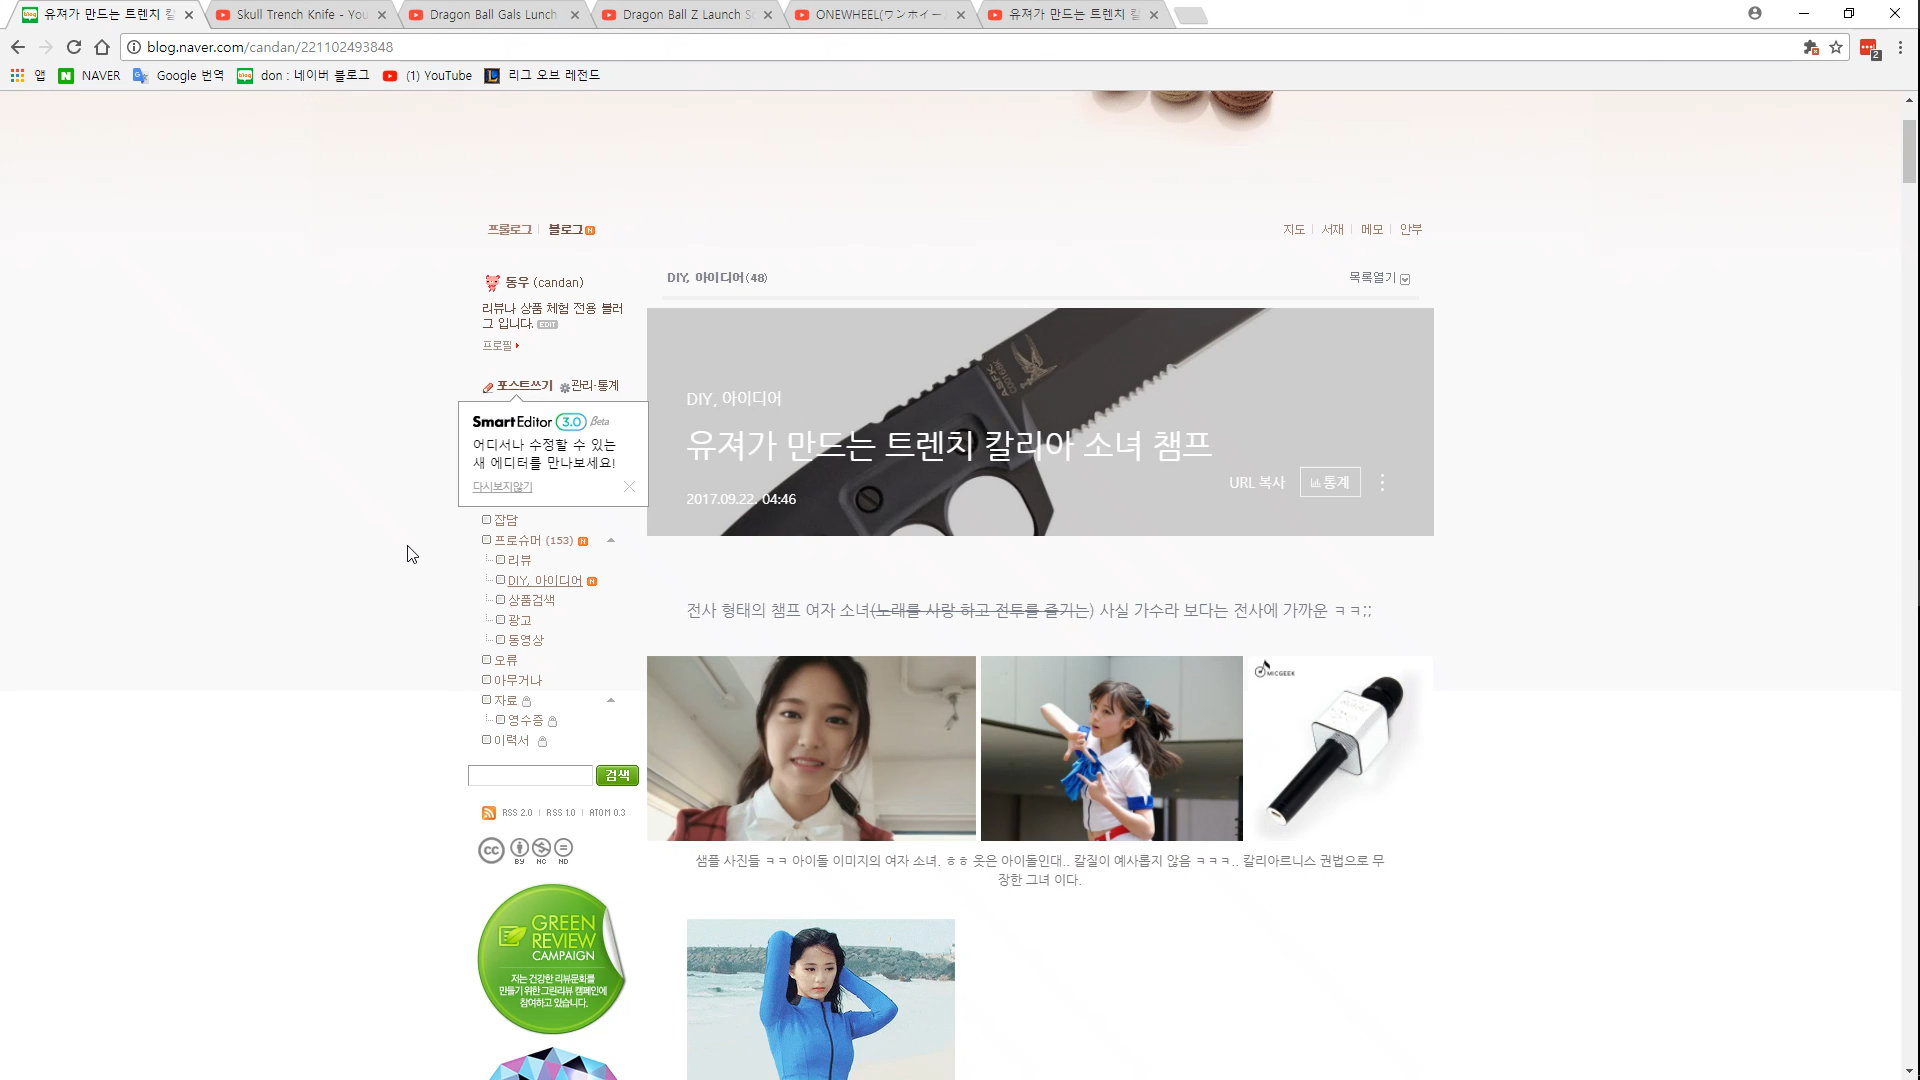 유져가 만드는 트렌치 칼
Skull Trench Knife - You
Dragon Ball Gals Lunch
Dragon Ball Z Launch Sc
ONEWHEEL(ワンホイー
유져가 만드는 트렌치 칼
blog.naver.com/candan/221102493848
2
앱
NAVER
Google 번역
don : 네이버 블로그
(1) YouTube
리그 오브 레전드
프롤로그
블로그
지도
서재
메모
안부
동우 (candan)
리뷰나 상품 체험 전용 블러
그 입니다. EDIT
프로필
포스트쓰기
관리·통계
SmartEditor 3.0 Beta
어디서나 수정할 수 있는
새 에디터를 만나보세요!
다시보지않기
잡담
프로슈머 (153)
리뷰
DIY, 아이디어
상품검색
광고
동영상
오류
아무거나
자료
영수증
이력서
검색
RSS 2.0 | RSS 1.0 | ATOM 0.3
cc
BY NC ND
GREEN
REVIEW
CAMPAIGN
저는 건강한 리뷰문화를
만들기 위한 그린리뷰 캠페인에
참여하고 있습니다.
DIY, 아이디어(48)
목록열기
DIY, 아이디어
유져가 만드는 트렌치 칼리아 소녀 챔프
2017.09.22. 04:46
URL 복사
통계
전사 형태의 챔프 여자 소녀(노래를 사랑 하고 전투를 즐기는) 사실 가수라 보다는 전사에 가까운 ㅋㅋ;;
MICGEEK
샘플 사진들 ㅋㅋ 아이돌 이미지의 여자 소녀. ㅎㅎ 옷은 아이돌인대.. 칼질이 예사롭지 않음 ㅋㅋㅋ.. 칼리아르니스 권법으로 무
장한 그녀 이다.